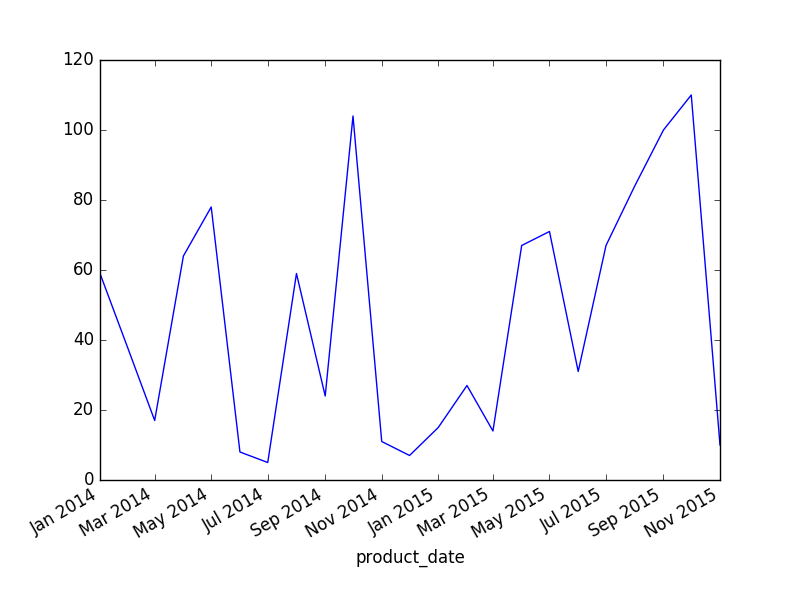 120
100
80
60
40
20
0
Jan 2014
Mar 2014
May 2014
Jul 2014
Sep 2014
Nov 2014
Jan 2015
Mar 2015
May 2015
Jul 2015
Sep 2015
Nov 2015
product_date